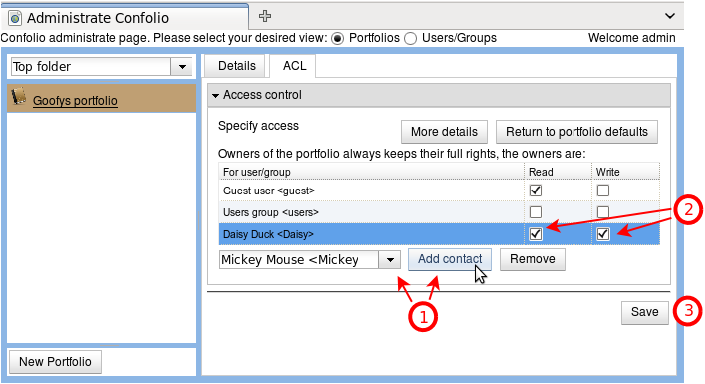 Administrate Confolio
Confolio administrate page. Please select your desired view: Portfolios Users/Groups Welcome admin
Top folder
Details ACL
Goofys portfolio
Access control
Specify access
More details Return to portfolio defaults
Owners of the portfolio always keeps their full rights, the owners are:
For user/group Read Write
Guest user <guest>
Users group <users>
2
Daisy Duck <Daisy>
Mickey Mouse <Mickey Add contact Remove
1
Save 3
New Portfolio